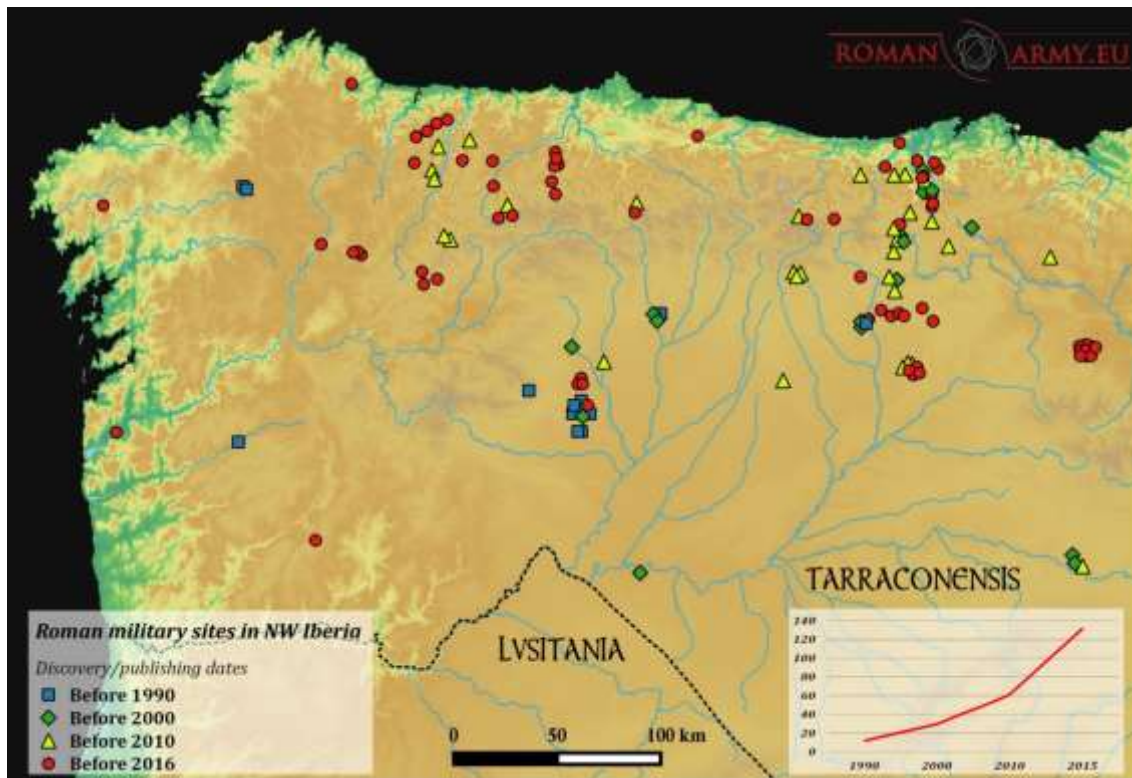 ROMAN ARMY.EU
TARRACONENSIS
LVSITANIA
Roman military sites in NW Iberia
Discovery/publishing dates
Before 1990
Before 2000
Before 2010
Before 2016
0 50 100 km
140
120
100
80
60
40
20
0
1990 2000 2010 2015